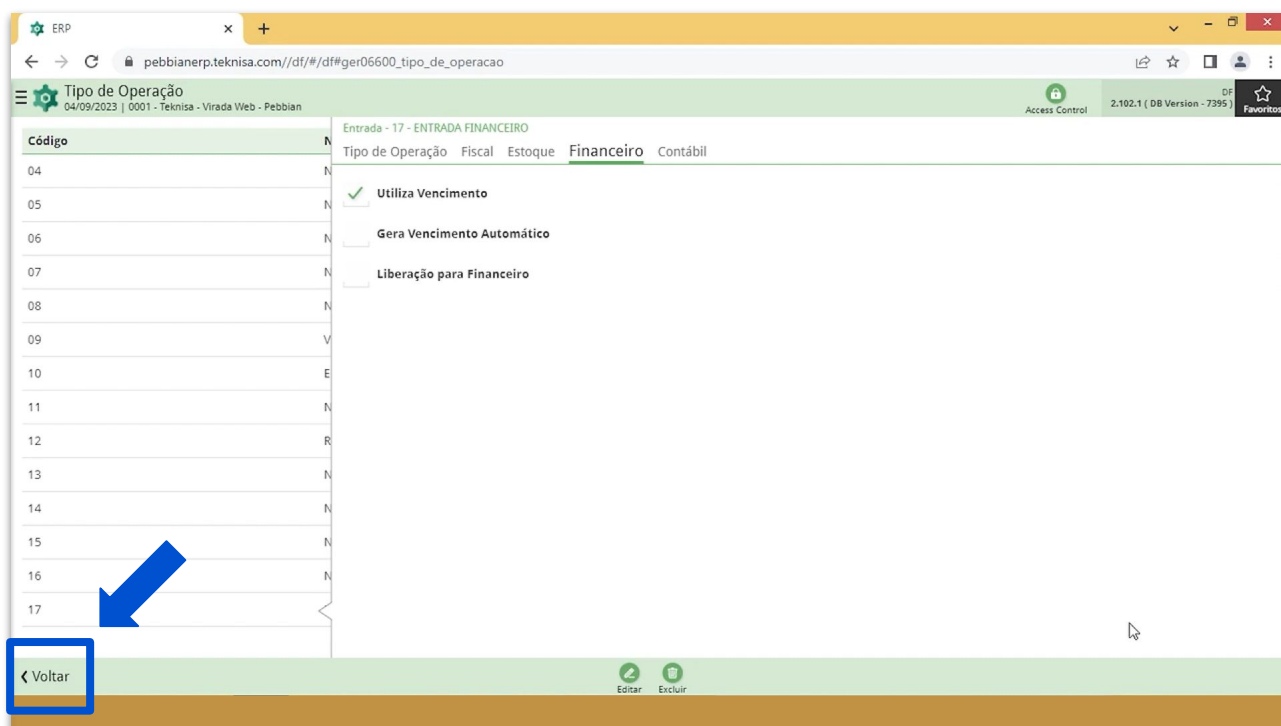 ERP
pebbianerp.teknisa.com//df/#/df#ger06600_tipo_de_operacao
Tipo de Operação
04/09/2023 | 0001 - Teknisa - Virada Web - Pebbian
Access Control
DF
2.102.1 ( DB Version - 7395 )
Favoritos
Código N
04 N
05 N
06 N
07 N
08 N
09 V
10 E
11 N
12 R
13 N
14 N
15 N
16 N
17
Entrada - 17 - ENTRADA FINANCEIRO
Tipo de Operação Fiscal Estoque Financeiro Contábil
Utiliza Vencimento
Gera Vencimento Automático
Liberação para Financeiro
Voltar
Editar Excluir